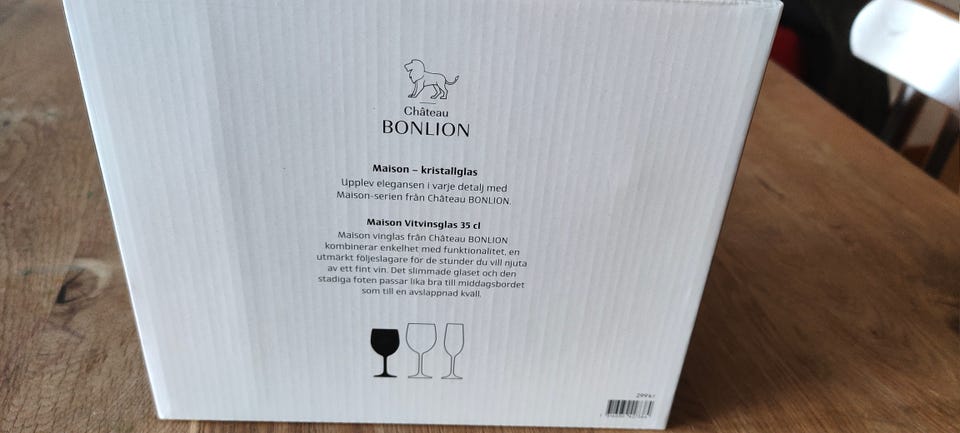 Château
BONLION
Maison – kristallglas
Upplev elegansen i varje detalj med
Maison-serien från Château BONLION.
Maison Vitvinsglas 35 cl
Maison vinglas från Château BONLION
kombinerar enkelhet med funktionalitet, en
utmärkt följeslagare för de stunder du vill njuta
av ett fint vin. Det slimmade glaset och den
stadiga foten passar lika bra till middagsbordet
som till en avslappnad kväll.
299kr